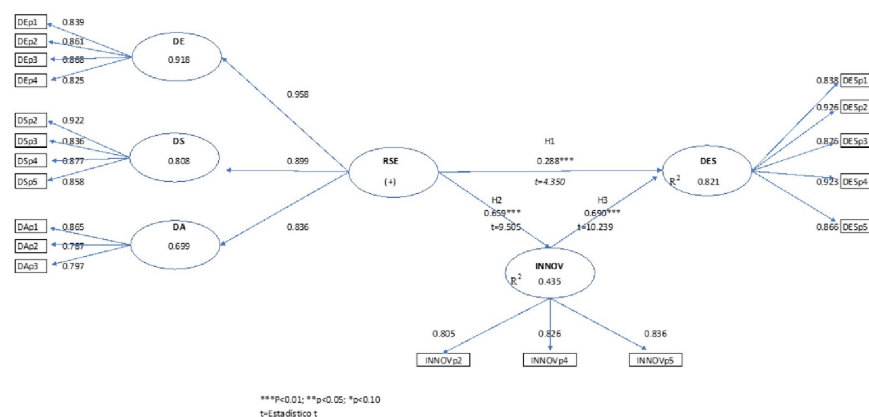 DEp1 0.839
DEp2 0.861
DEp3 0.868
DEp4 0.825
DE
0.918
DSp2 0.922
DSp3 0.836
DSp4 0.877
DSp5 0.858
DS
0.808
DAp1 0.865
DAp2 0.787
DAp3 0.797
DA
0.699
0.958
0.899
0.836
RSE
(+)
H1
0.288***
t=4.350
H2
0.659***
t=9.505
H3
0.690***
t=10.239
DES
R² 0.821
0.838 DESp1
0.926 DESp2
0.876 DESp3
0.923 DESp4
0.866 DESp5
INNOV
R² 0.435
0.805 0.826 0.836
INNOVp2 INNOVp4 INNOVp5
***P<0.01; **p<0.05; *p<0.10
t=Estadístico t